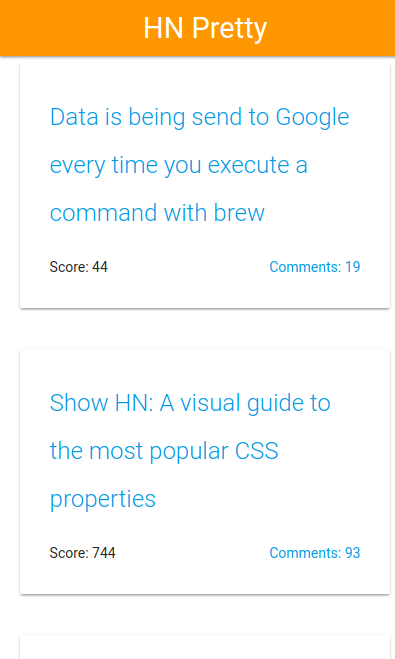 HN Pretty
Data is being send to Google
every time you execute a
command with brew
Score: 44
Comments: 19
Show HN: A visual guide to
the most popular CSS
properties
Score: 744
Comments: 93